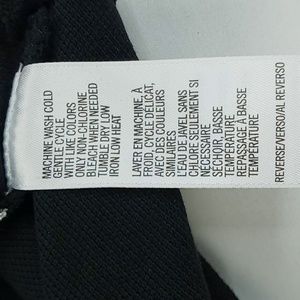 MACHINE WASH COLD
GENTLE CYCLE
WITH LIKE COLORS
ONLY NON-CHLORINE
BLEACH WHEN NEEDED
TUMBLE DRY LOW
IRON LOW HEAT
LAVER EN MACHINE, À
FROID, CYCLE DÉLICAT,
AVEC DES COULEURS
SIMILAIRES
L'EAU DE JAVEL SANS
CHLORE SEULEMENT SI
NÉCESSAIRE
SÉCHOIR, BASSE
TEMPÉRATURE
REPASSAGE À BASSE
TEMPÉRATURE
REVERSE/VERSO/AL REVERSO